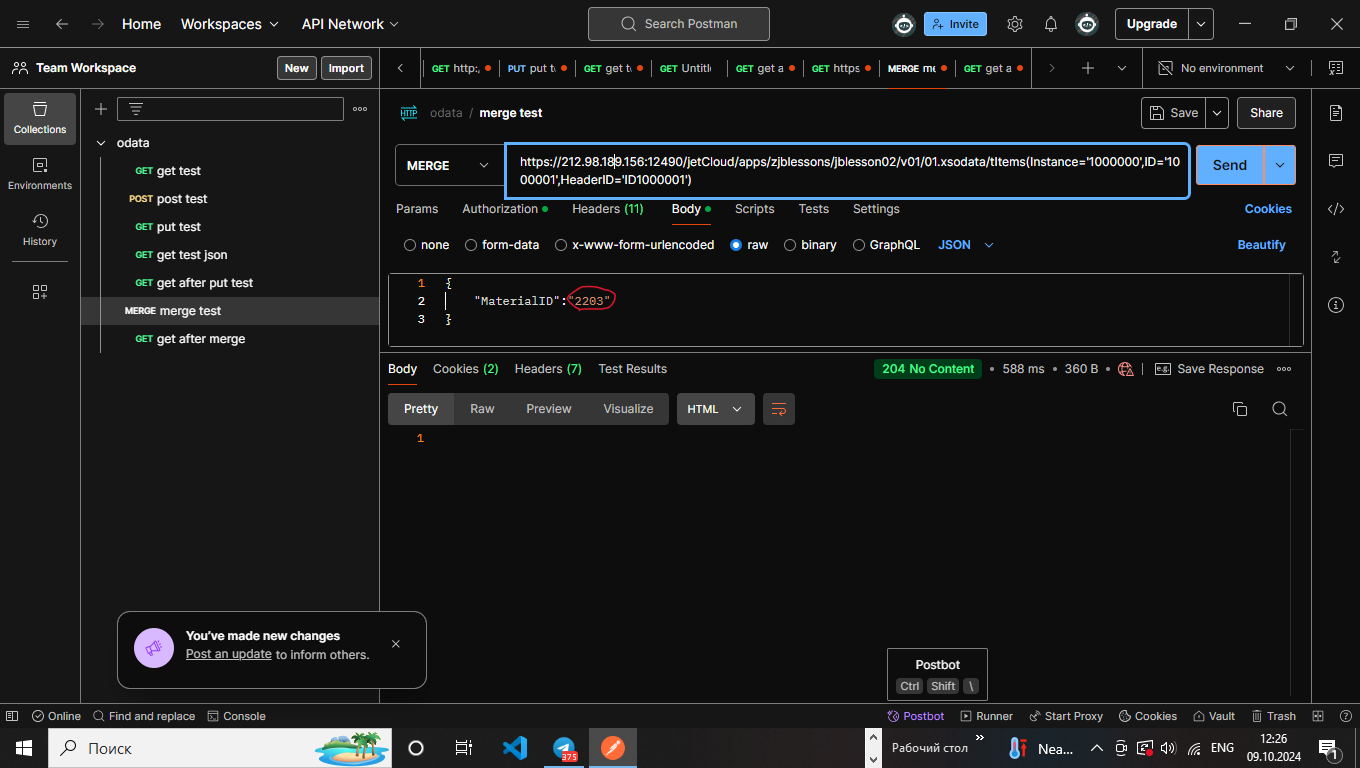 Home Workspaces API Network Search Postman Invite Upgrade
Team Workspace New Import GET http:, PUT put t GET get t GET Untitl GET get a GET https MERGE me GET get a No environment
Collections
Environments
History
odata
GET get test
POST post test
PUT put test
GET get test json
GET get after put test
MERGE merge test
GET get after merge
HTTP odata / merge test Save Share
MERGE https://212.98.189.156:12490/jetCloud/apps/zjblessons/jblesson02/v01/01.xsodata/tItems(Instance='1000000',ID='10
00001',HeaderID='ID1000001') Send
Params Authorization Headers (11) Body Scripts Tests Settings Cookies
none form-data x-www-form-urlencoded raw binary GraphQL JSON Beautify
1 {
2 "MaterialID":"2203"
3 }
Body Cookies (2) Headers (7) Test Results 204 No Content • 588 ms • 360 B • e.g. Save Response
Pretty Raw Preview Visualize HTML
1
You've made new changes
Post an update to inform others.
Postbot
Ctrl Shift \
Online Find and replace Console Postbot Runner Start Proxy Cookies Vault Trash
Поиск 375 Рабочий стол » Nea... ENG 12:26
09.10.2024 1